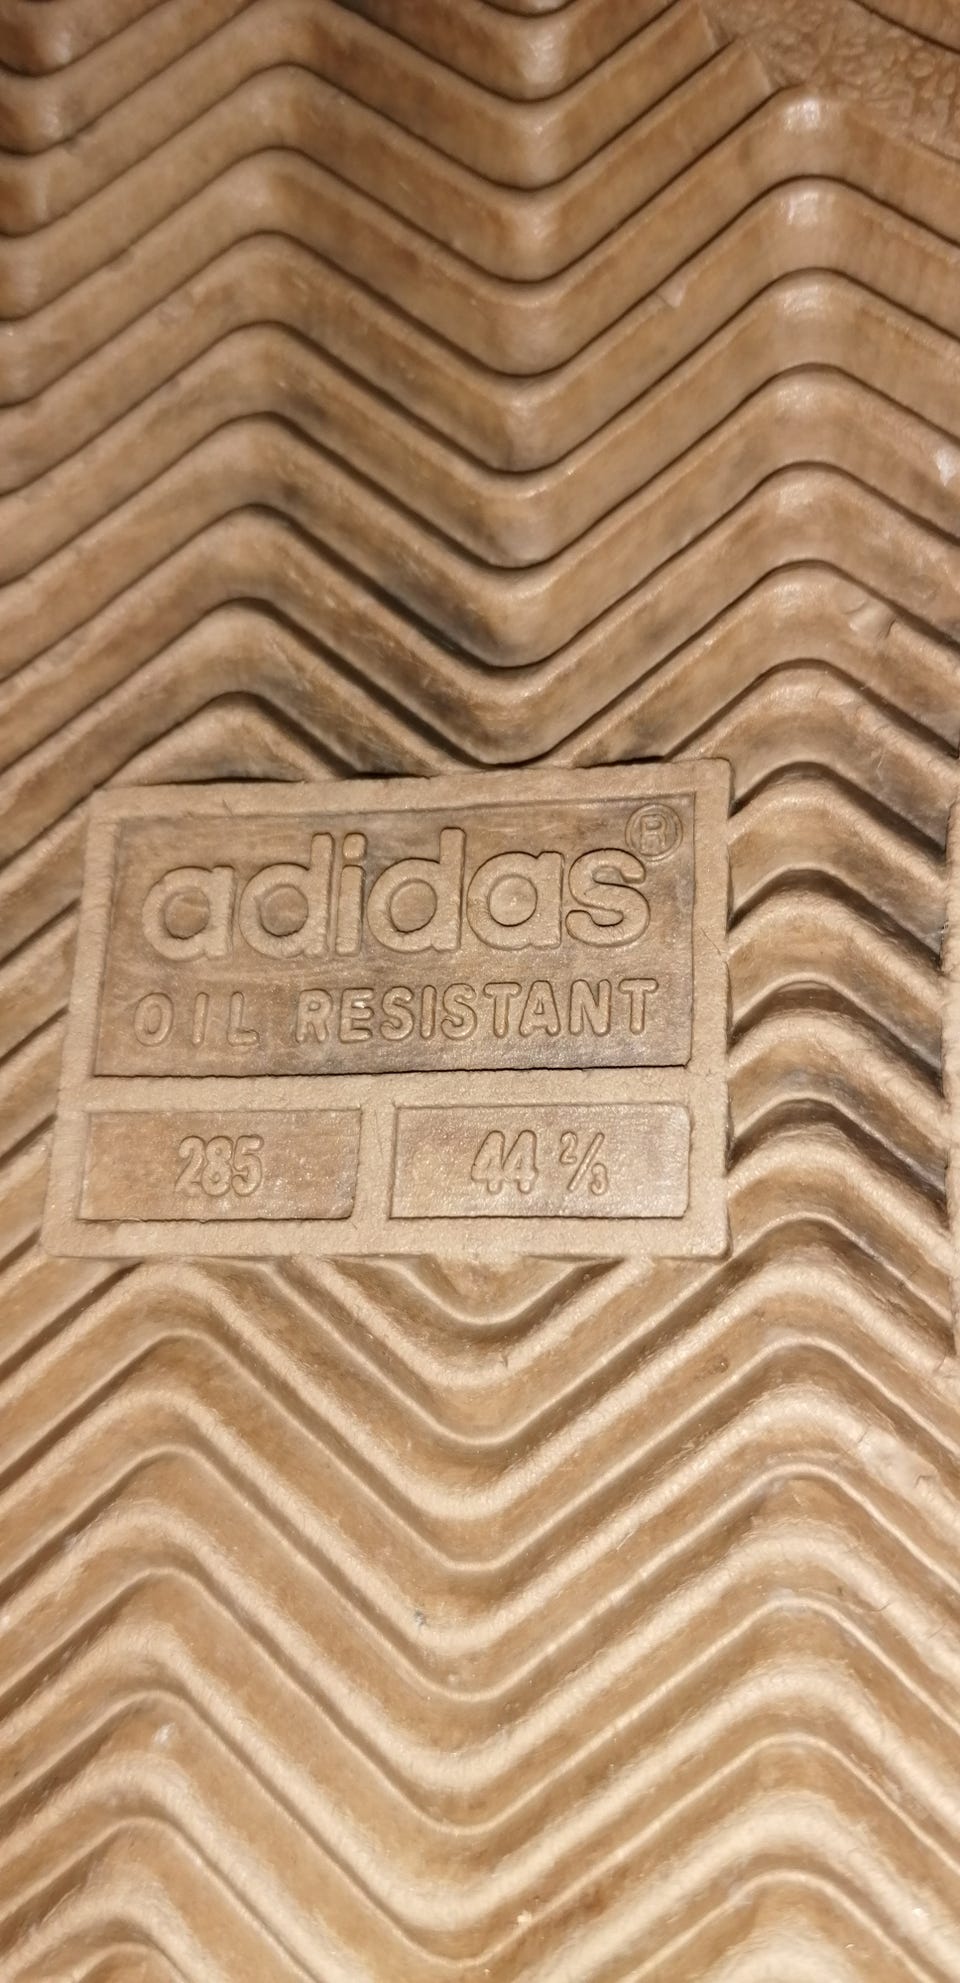 adidas®
OIL RESISTANT
285 44 2/3